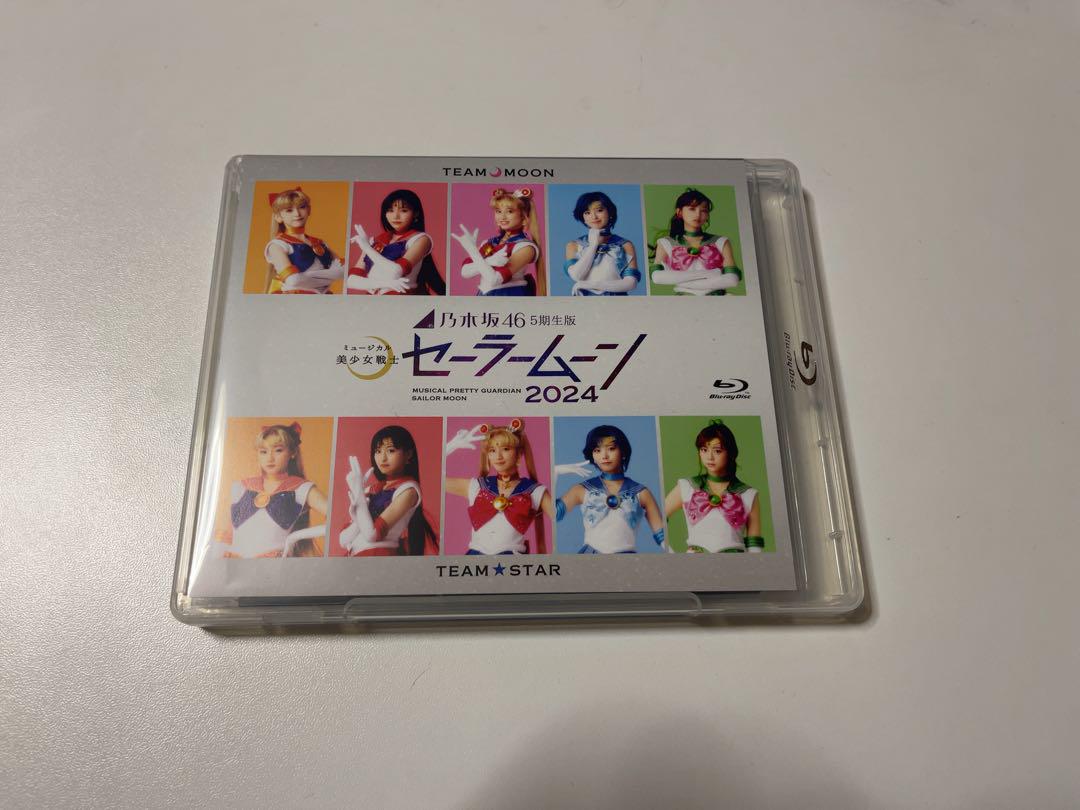 TEAM MOON
乃木坂46 5期生版
ミュージカル
美少女戦士
セーラームーン
MUSICAL PRETTY GUARDIAN
SAILOR MOON
2024
Blu-ray Disc
TEAM★STAR
Blu-ray Disc